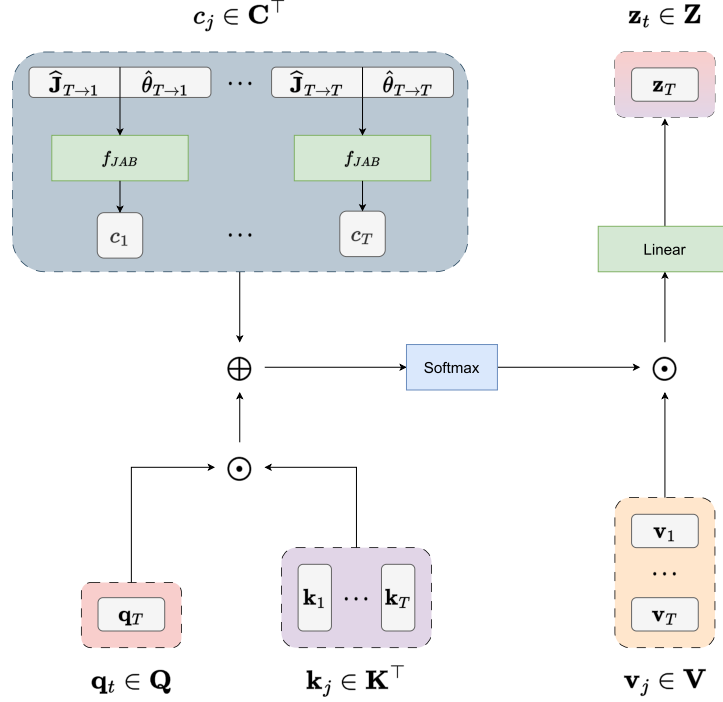 c_j ∈ C^⊤
z_t ∈ Z
Ĵ_{T→1} θ̂_{T→1} ... Ĵ_{T→T} θ̂_{T→T}
z_T
f_{JAB} f_{JAB}
c_1 ... c_T
Linear
⊕ Softmax ⊙
⊙
v_1
...
v_T
k_1 ... k_T
q_T
q_t ∈ Q
k_j ∈ K^⊤
v_j ∈ V